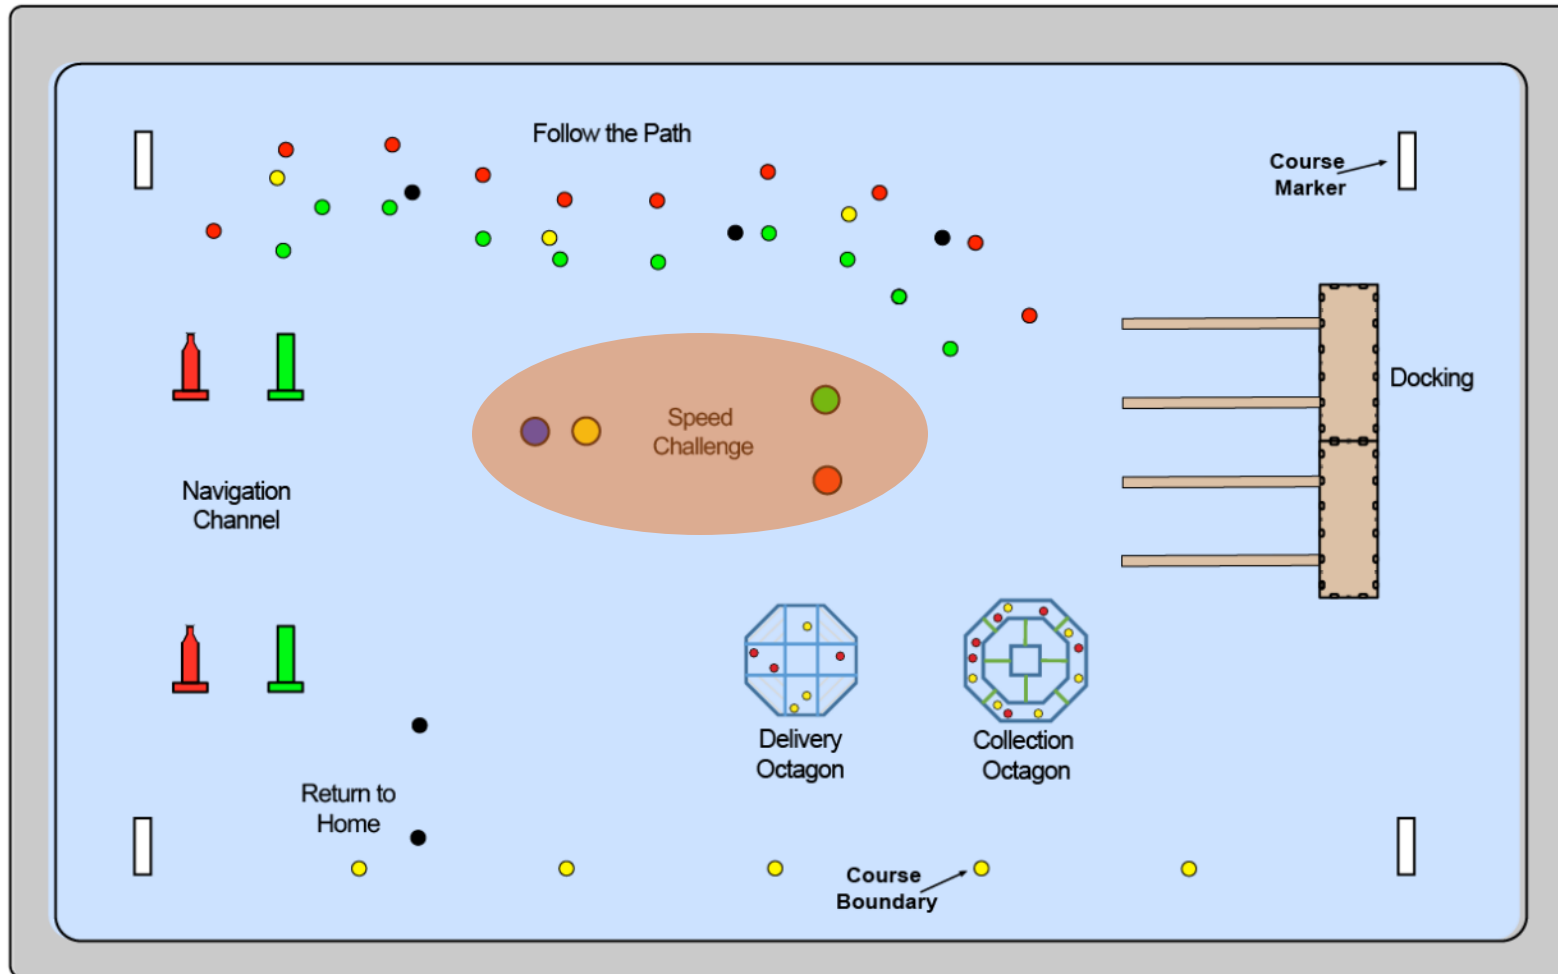 Follow the Path
Course
Marker
Docking
Speed
Challenge
Navigation
Channel
Delivery
Octagon
Collection
Octagon
Return to
Home
Course
Boundary